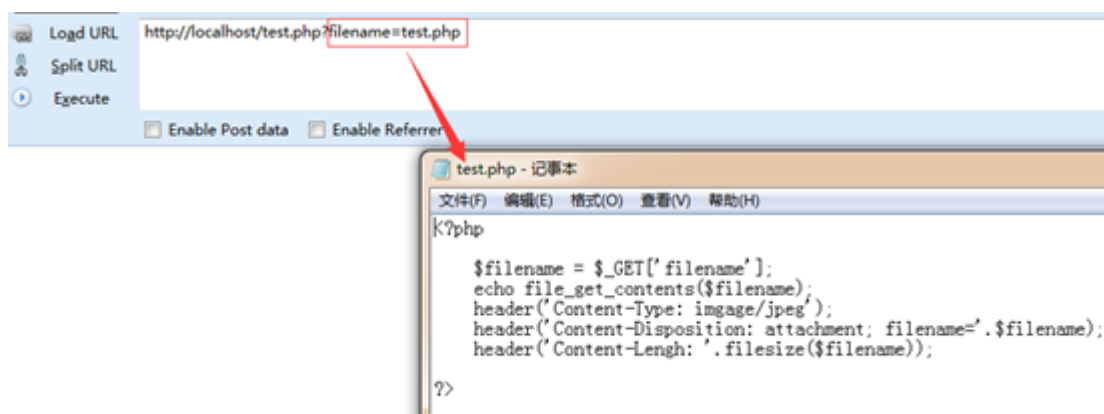 Load URL
http://localhost/test.php?filename=test.php
Split URL
Execute
Enable Post data Enable Referrer
test.php - 记事本
文件(F) 编辑(E) 格式(O) 查看(V) 帮助(H)
<?php
$filename = $_GET['filename'];
echo file_get_contents($filename);
header('Content-Type: imgage/jpeg');
header('Content-Disposition: attachment; filename='.$filename);
header('Content-Lengh: '.filesize($filename));
?>